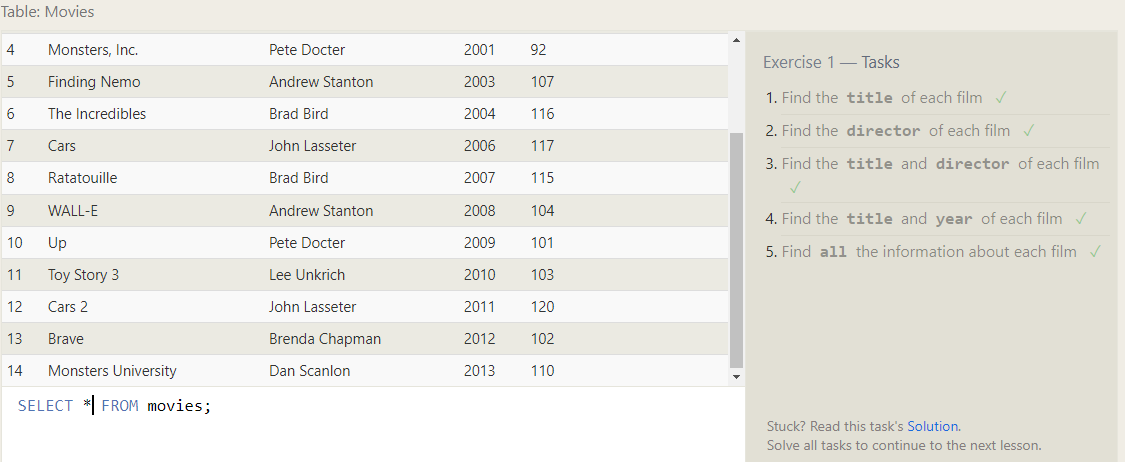 Table: Movies
4 Monsters, Inc. Pete Docter 2001 92
5 Finding Nemo Andrew Stanton 2003 107
6 The Incredibles Brad Bird 2004 116
7 Cars John Lasseter 2006 117
8 Ratatouille Brad Bird 2007 115
9 WALL-E Andrew Stanton 2008 104
10 Up Pete Docter 2009 101
11 Toy Story 3 Lee Unkrich 2010 103
12 Cars 2 John Lasseter 2011 120
13 Brave Brenda Chapman 2012 102
14 Monsters University Dan Scanlon 2013 110
SELECT * FROM movies;
Exercise 1 — Tasks
1. Find the title of each film ✓
2. Find the director of each film ✓
3. Find the title and director of each film
✓
4. Find the title and year of each film ✓
5. Find all the information about each film ✓
Stuck? Read this task's Solution.
Solve all tasks to continue to the next lesson.